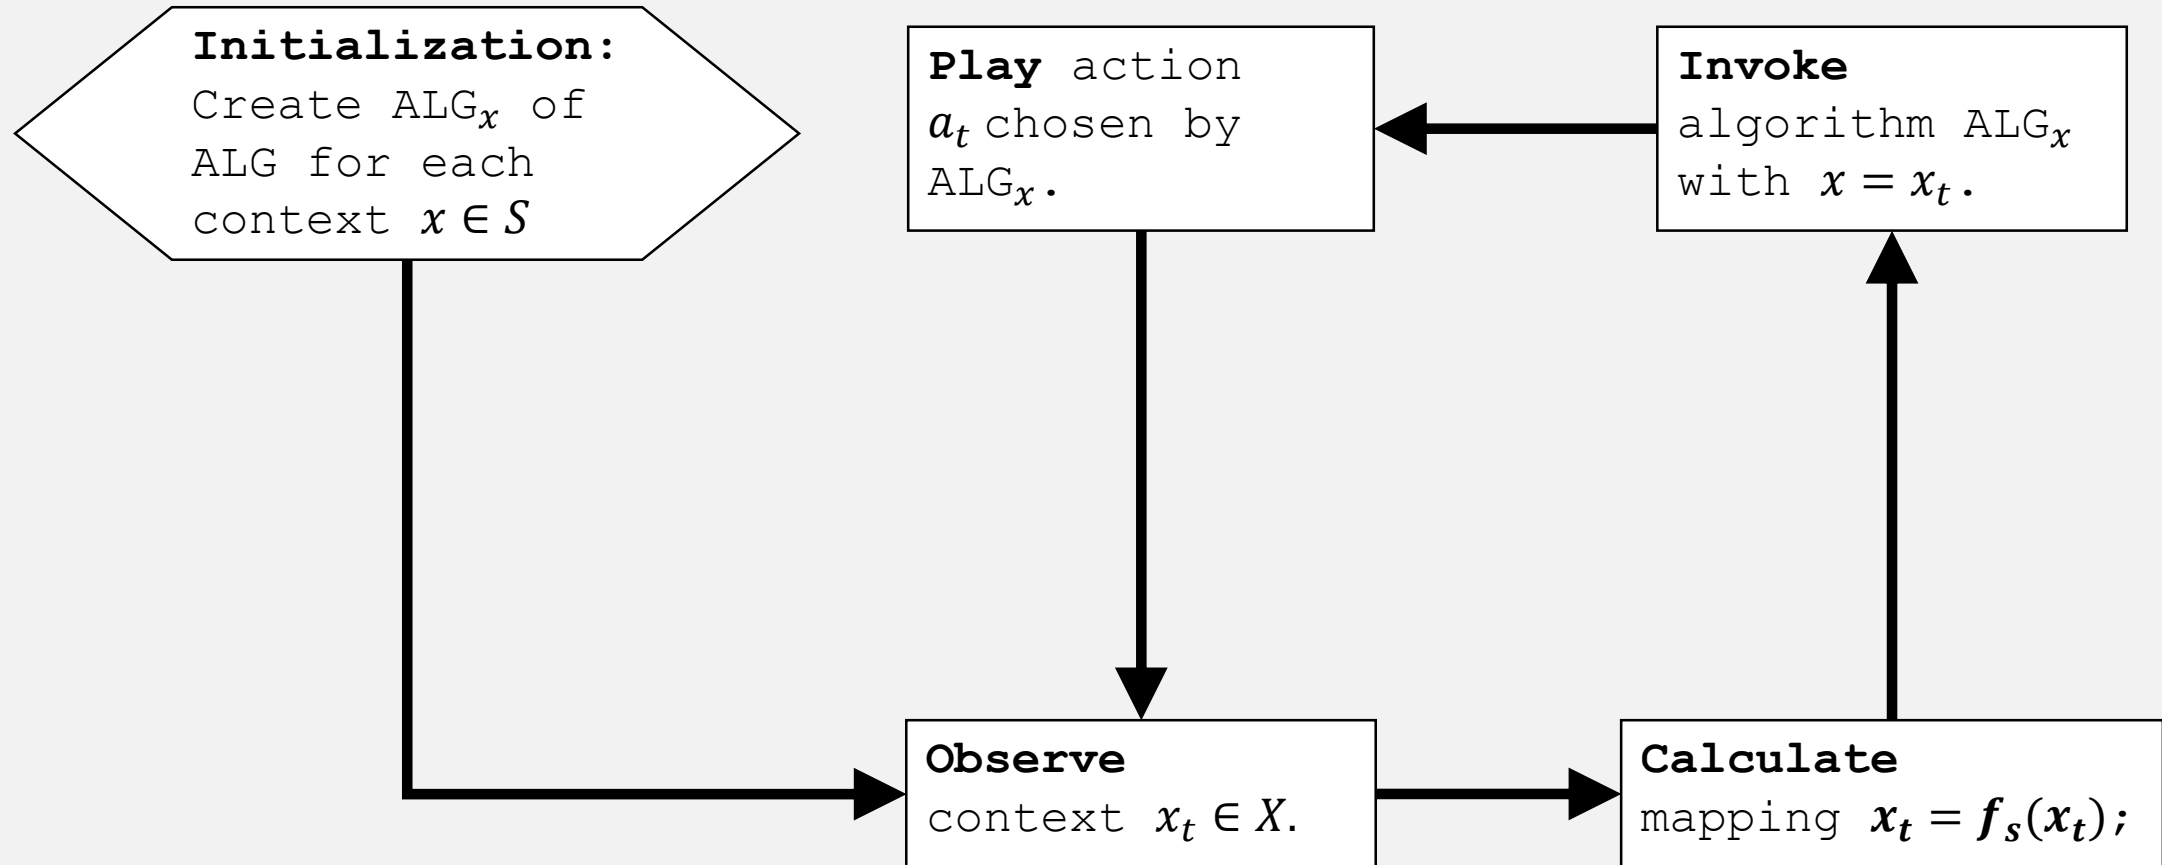 Initialization:
Create ALGₓ of
ALG for each
context x ∈ S
Play action
aₜ chosen by
ALGₓ.
Invoke
algorithm ALGₓ
with x = xₜ.
Observe
context xₜ ∈ X.
Calculate
mapping xₜ = fₛ(xₜ);